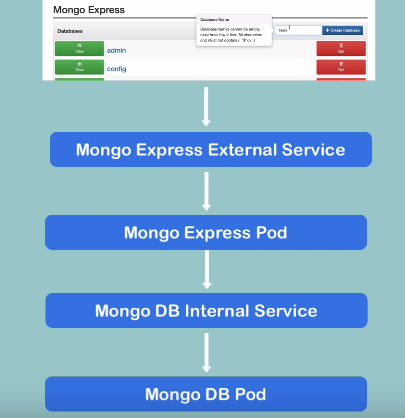 Mongo Express
Databases
Database Name
Database names cannot be empty,
must have fewer than 64 characters
and must not contain
Tests
+ Create Database
View
admin
Del
View
config
Del
Mongo Express External Service
Mongo Express Pod
Mongo DB Internal Service
Mongo DB Pod